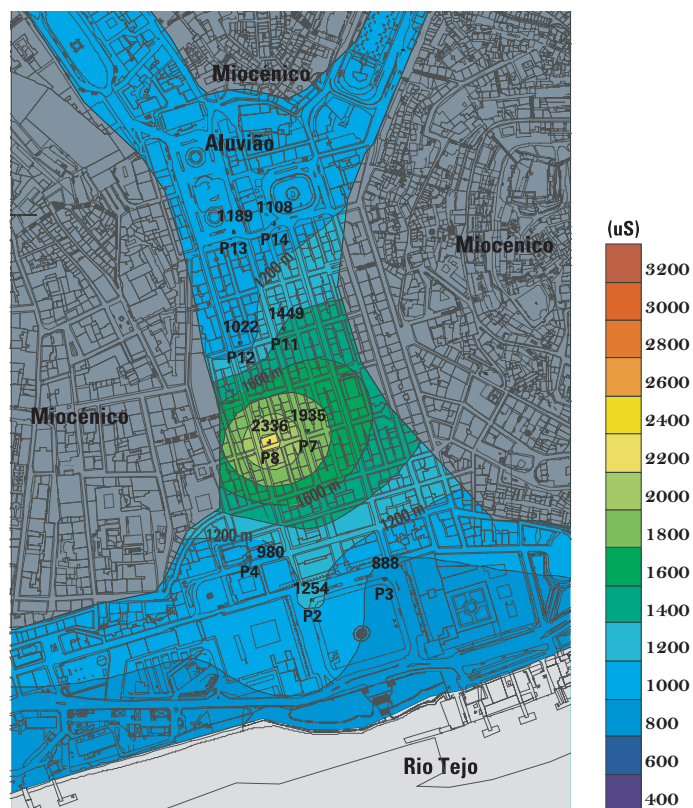 Miocenico
Aluvião
1189
1108
P13
P14
Miocenico
1200 m
1449
1022
P11
P12
1600 m
Miocénico
1935
2336
P7
P8
1600 m
1200 m
1200 m
980
P4
888
1254
P3
P2
Rio Tejo
(uS)
3200
3000
2800
2600
2400
2200
2000
1800
1600
1400
1200
1000
800
600
400